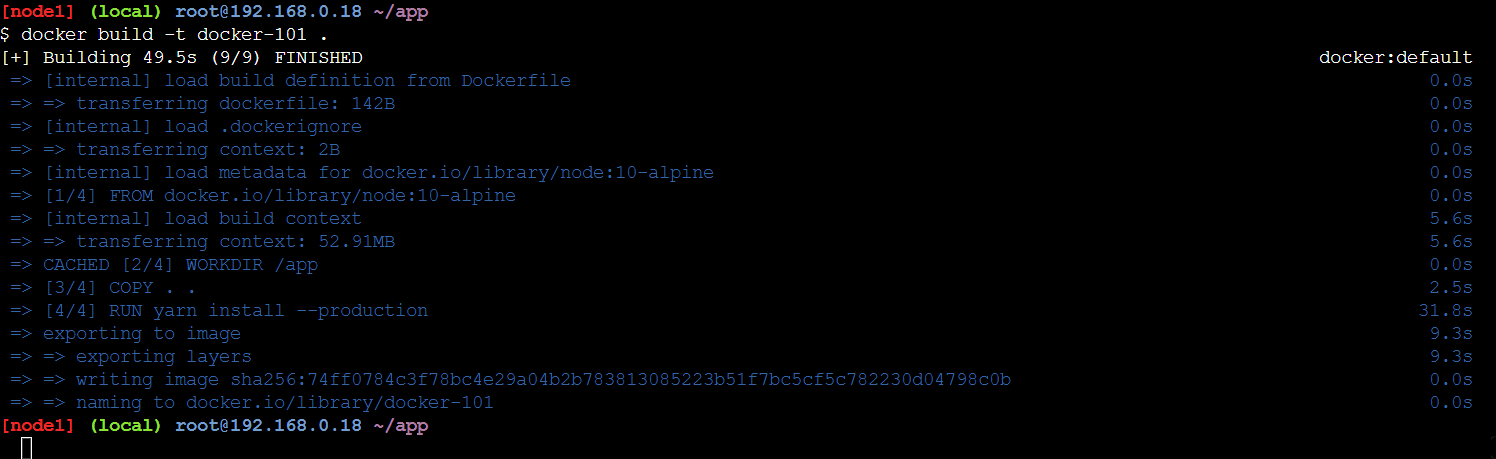 [node1] (local) root@192.168.0.18 ~/app
$ docker build -t docker-101 .
[+] Building 49.5s (9/9) FINISHED docker:default
=> [internal] load build definition from Dockerfile 0.0s
=> => transferring dockerfile: 142B 0.0s
=> [internal] load .dockerignore 0.0s
=> => transferring context: 2B 0.0s
=> [internal] load metadata for docker.io/library/node:10-alpine 0.0s
=> [1/4] FROM docker.io/library/node:10-alpine 0.0s
=> [internal] load build context 5.6s
=> => transferring context: 52.91MB 5.6s
=> CACHED [2/4] WORKDIR /app 0.0s
=> [3/4] COPY . . 2.5s
=> [4/4] RUN yarn install --production 31.8s
=> exporting to image 9.3s
=> => exporting layers 9.3s
=> => writing image sha256:74ff0784c3f78bc4e29a04b2b783813085223b51f7bc5cf5c782230d04798c0b 0.0s
=> => naming to docker.io/library/docker-101 0.0s
[node1] (local) root@192.168.0.18 ~/app